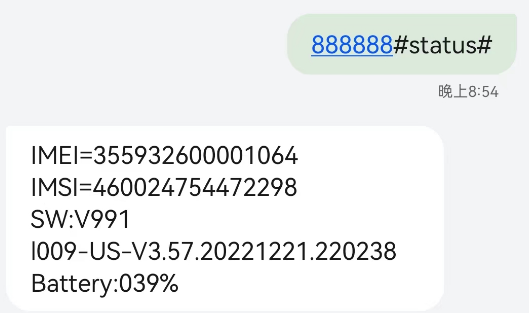 888888#status#
晚上8:54
IMEI=355932600001064
IMSI=460024754472298
SW:V991
l009-US-V3.57.20221221.220238
Battery:039%